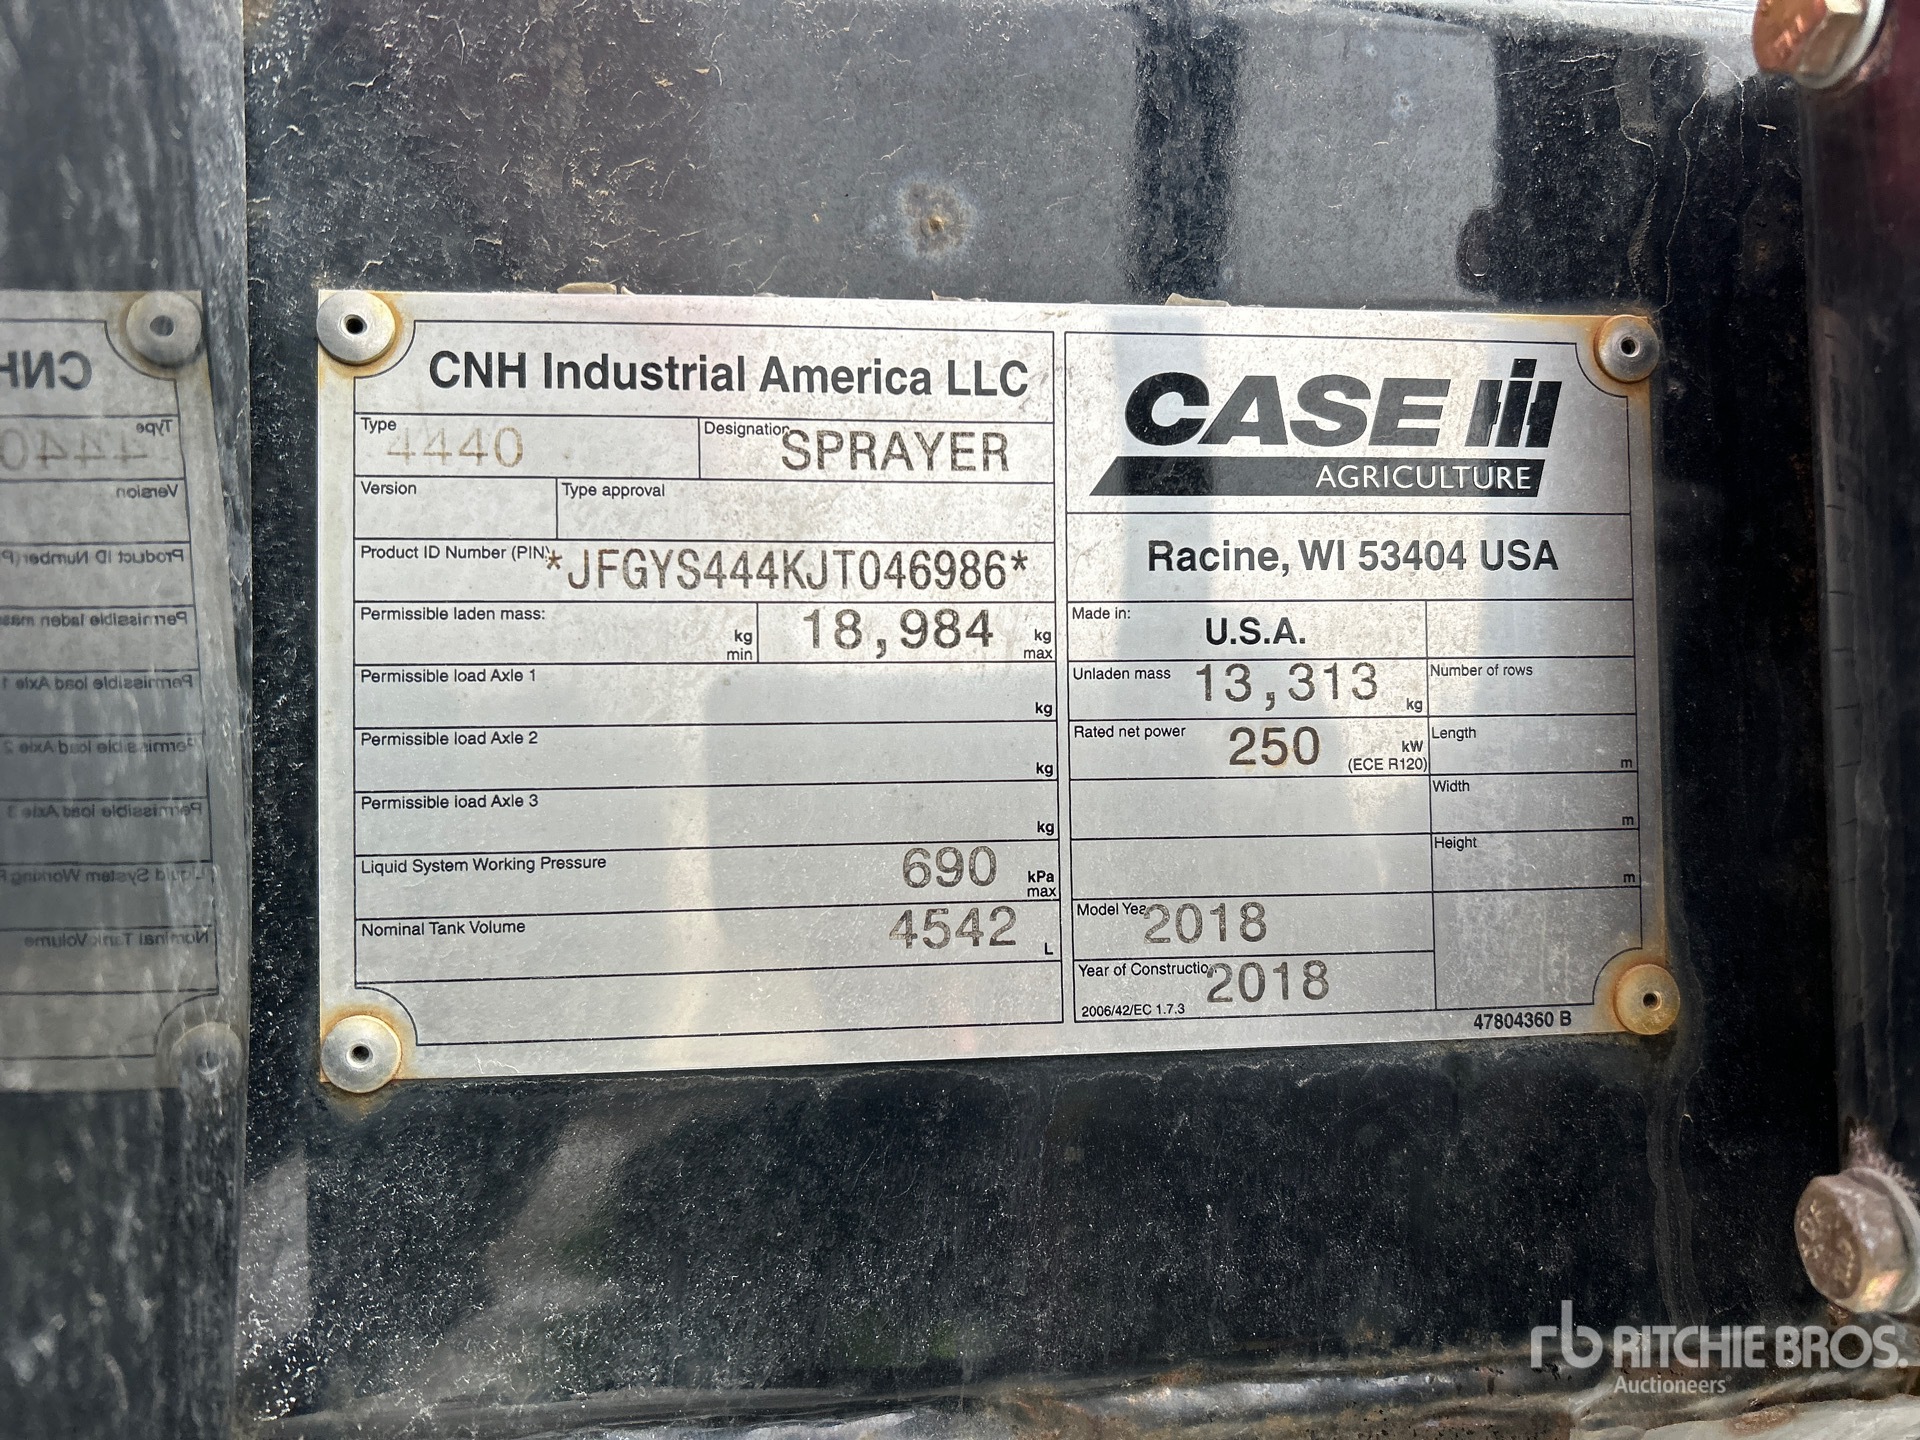 CNH Industrial America LLC
Type 4440
Designation SPRAYER
Version
Type approval
Product ID Number (PIN) *JFGYS444KJT046986*
Permissible laden mass: kg min 18,984 kg max
Permissible load Axle 1 kg
Permissible load Axle 2 kg
Permissible load Axle 3 kg
Liquid System Working Pressure 690 kPa max
Nominal Tank Volume 4542 L
CASE IH
AGRICULTURE
Racine, WI 53404 USA
Made in: U.S.A.
Unladen mass 13,313 kg
Number of rows
Rated net power 250 kW (ECE R120)
Length m
Width m
Height m
Model Yea 2018
Year of Constructio 2018
2006/42/EC 1.7.3
47804360 B
rb RITCHIE BROS.
Auctioneers